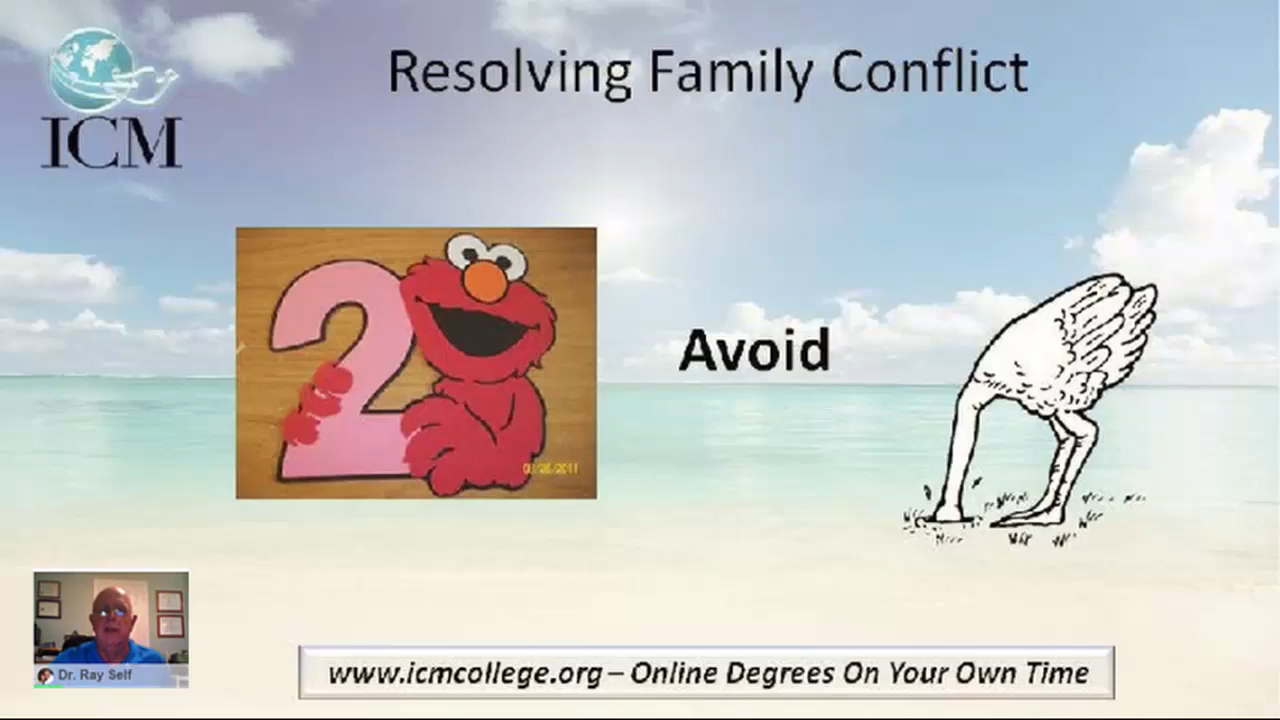 ICM
Resolving Family Conflict
2
Avoid
Dr. Ray Self
www.icmcollege.org – Online Degrees On Your Own Time